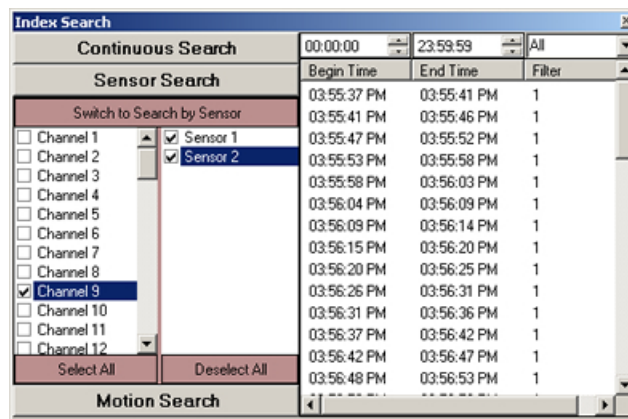 Index Search
Continuous Search
Sensor Search
Switch to Search by Sensor
Channel 1
Channel 2
Channel 3
Channel 4
Channel 5
Channel 6
Channel 7
Channel 8
Channel 9
Channel 10
Channel 11
Channel 12
Sensor 1
Sensor 2
Select All Deselect All
Motion Search
00:00:00 23:59:59 All
Begin Time End Time Filter
03:55:37 PM 03:55:41 PM 1
03:55:41 PM 03:55:46 PM 1
03:55:47 PM 03:55:52 PM 1
03:55:53 PM 03:55:58 PM 1
03:55:58 PM 03:56:03 PM 1
03:56:04 PM 03:56:09 PM 1
03:56:09 PM 03:56:14 PM 1
03:56:15 PM 03:56:20 PM 1
03:56:20 PM 03:56:25 PM 1
03:56:26 PM 03:56:31 PM 1
03:56:31 PM 03:56:36 PM 1
03:56:37 PM 03:56:42 PM 1
03:56:42 PM 03:56:47 PM 1
03:56:48 PM 03:56:53 PM 1